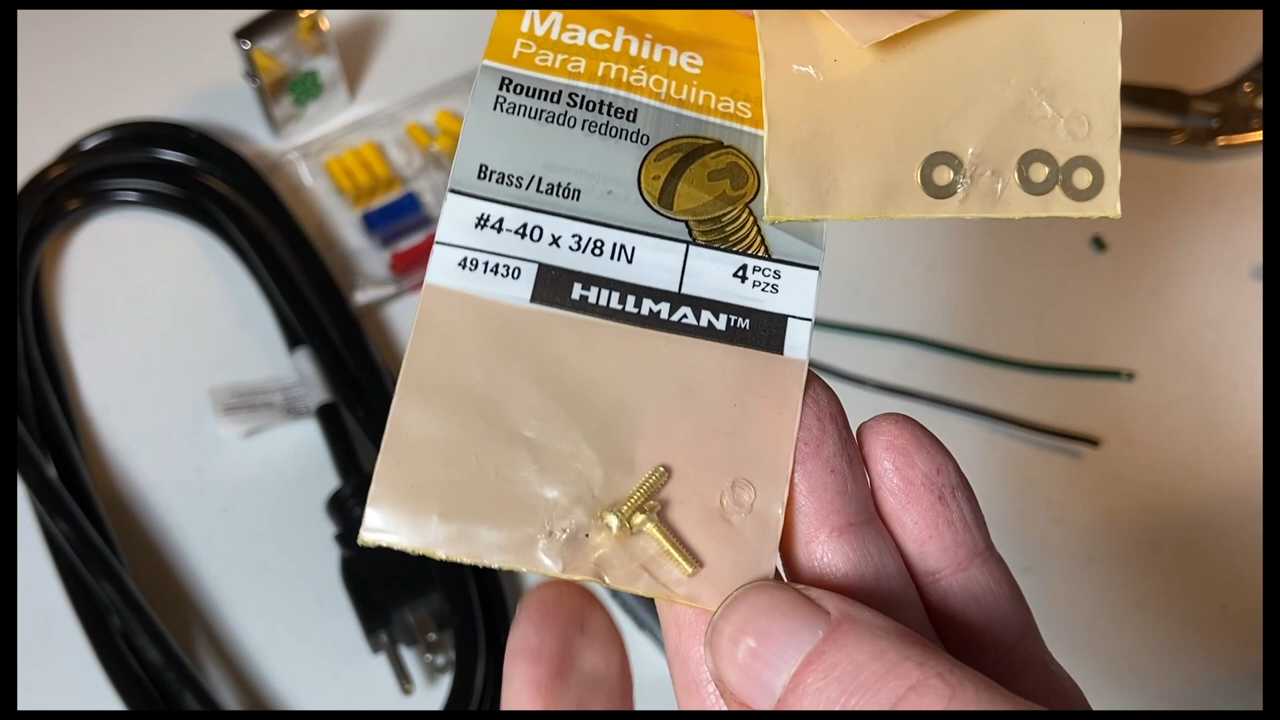 Machine
Para máquinas
Round Slotted
Ranurado redondo
Brass/Latón
#4-40 x 3/8 IN
4 PCS
PZS
491430
HILLMAN™